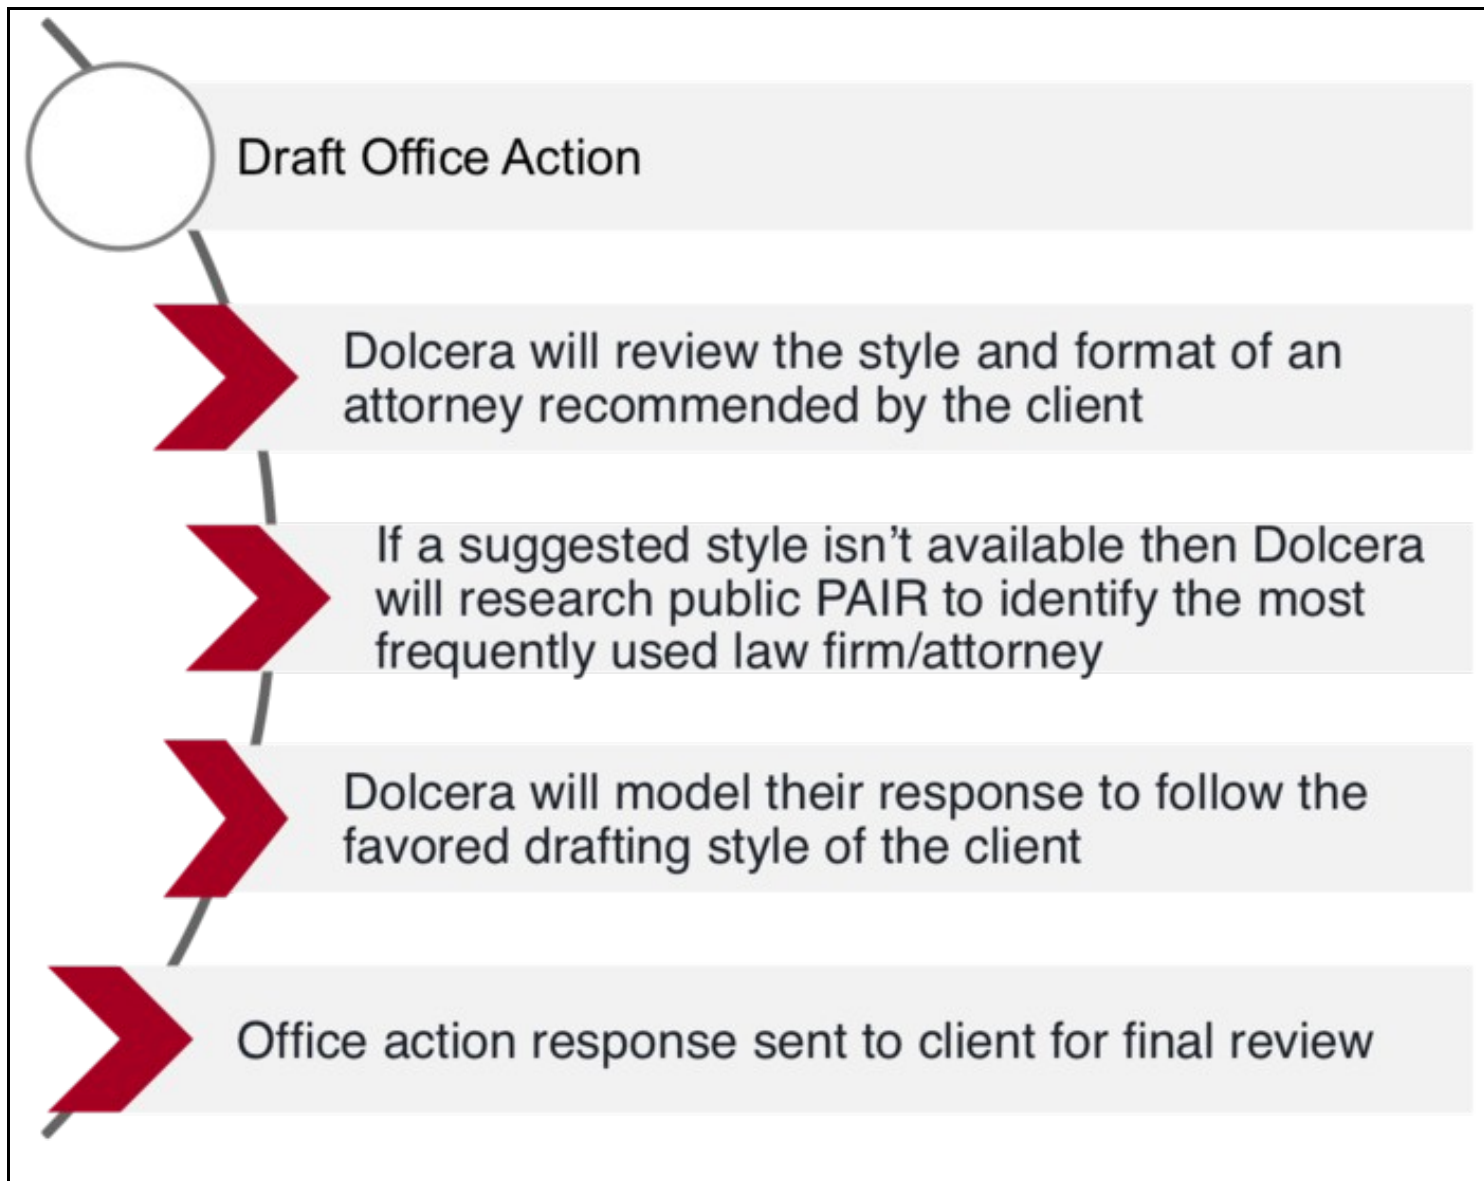 Draft Office Action
Dolcera will review the style and format of an
attorney recommended by the client
If a suggested style isn’t available then Dolcera
will research public PAIR to identify the most
frequently used law firm/attorney
Dolcera will model their response to follow the
favored drafting style of the client
Office action response sent to client for final review